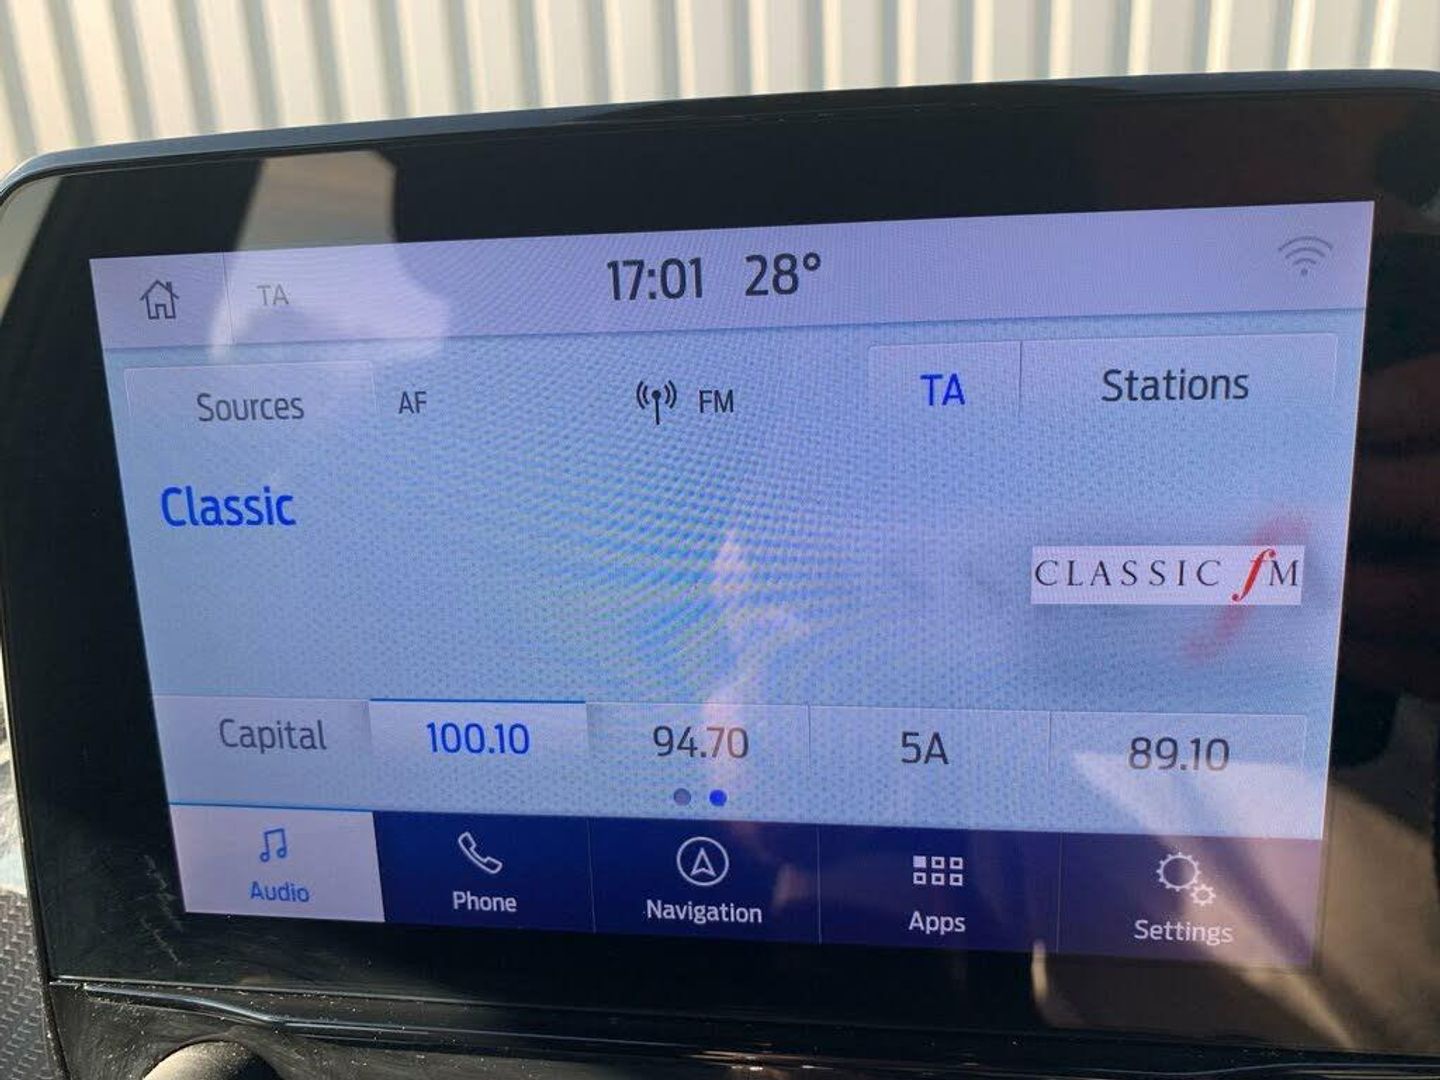 TA 17:01 28°
Sources AF FM TA Stations
Classic
CLASSIC fM
Capital 100.10 94.70 5A 89.10
Audio Phone Navigation Apps Settings